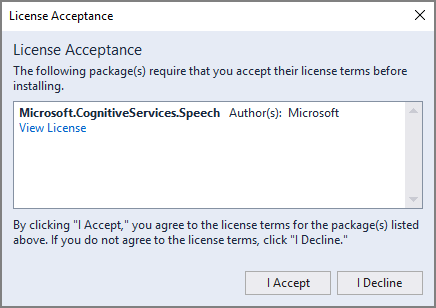 License Acceptance
License Acceptance
The following package(s) require that you accept their license terms before
installing.
Microsoft.CognitiveServices.Speech Author(s): Microsoft
View License
By clicking "I Accept," you agree to the license terms for the package(s) listed
above. If you do not agree to the license terms, click "I Decline."
I Accept I Decline